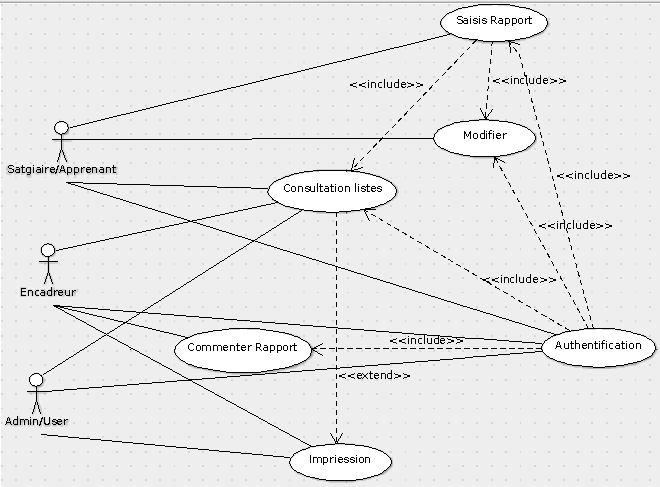 Saisis Rapport
<<include>>
<<include>>
Modifier
Satgiaire/Apprenant
<<include>>
Consultation listes
<<include>>
<<include>>
Encadreur
<<include>>
Commenter Rapport
Authentification
<<extend>>
Admin/User
Impriession